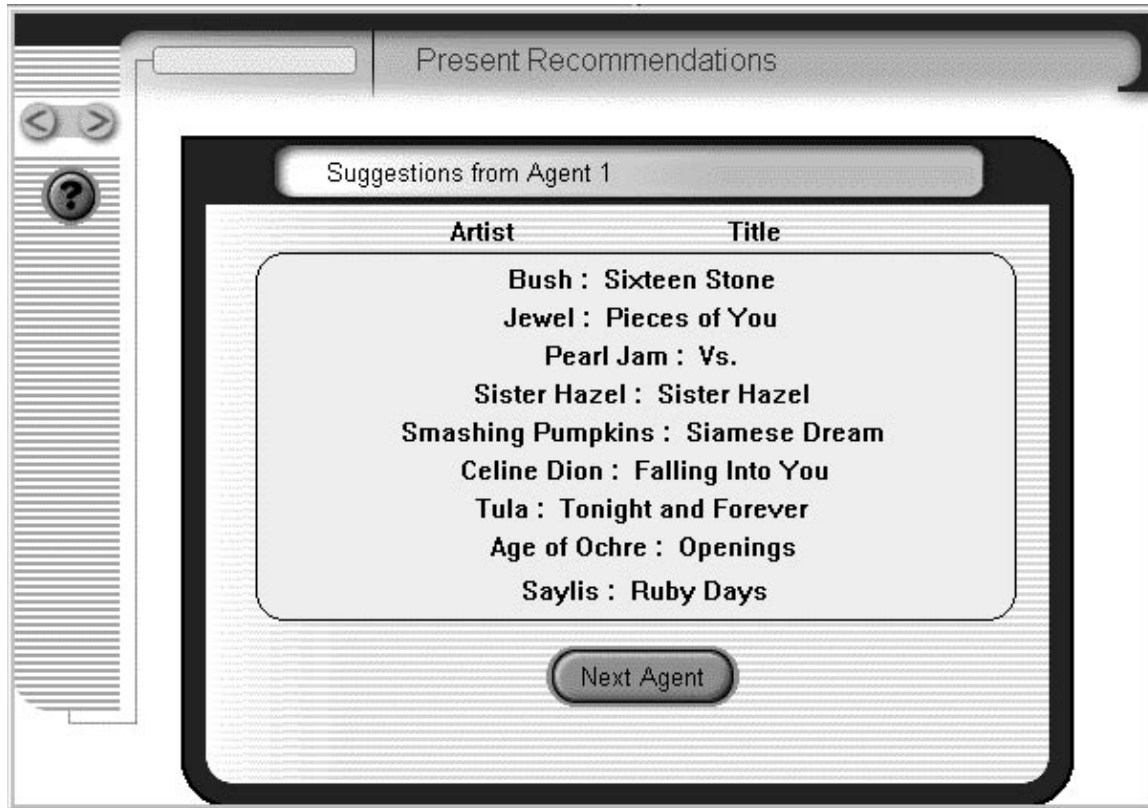 Present Recommendations
< >
?
Suggestions from Agent 1
Artist Title
Bush : Sixteen Stone
Jewel : Pieces of You
Pearl Jam : Vs.
Sister Hazel : Sister Hazel
Smashing Pumpkins : Siamese Dream
Celine Dion : Falling Into You
Tula : Tonight and Forever
Age of Ochre : Openings
Saylis : Ruby Days
Next Agent